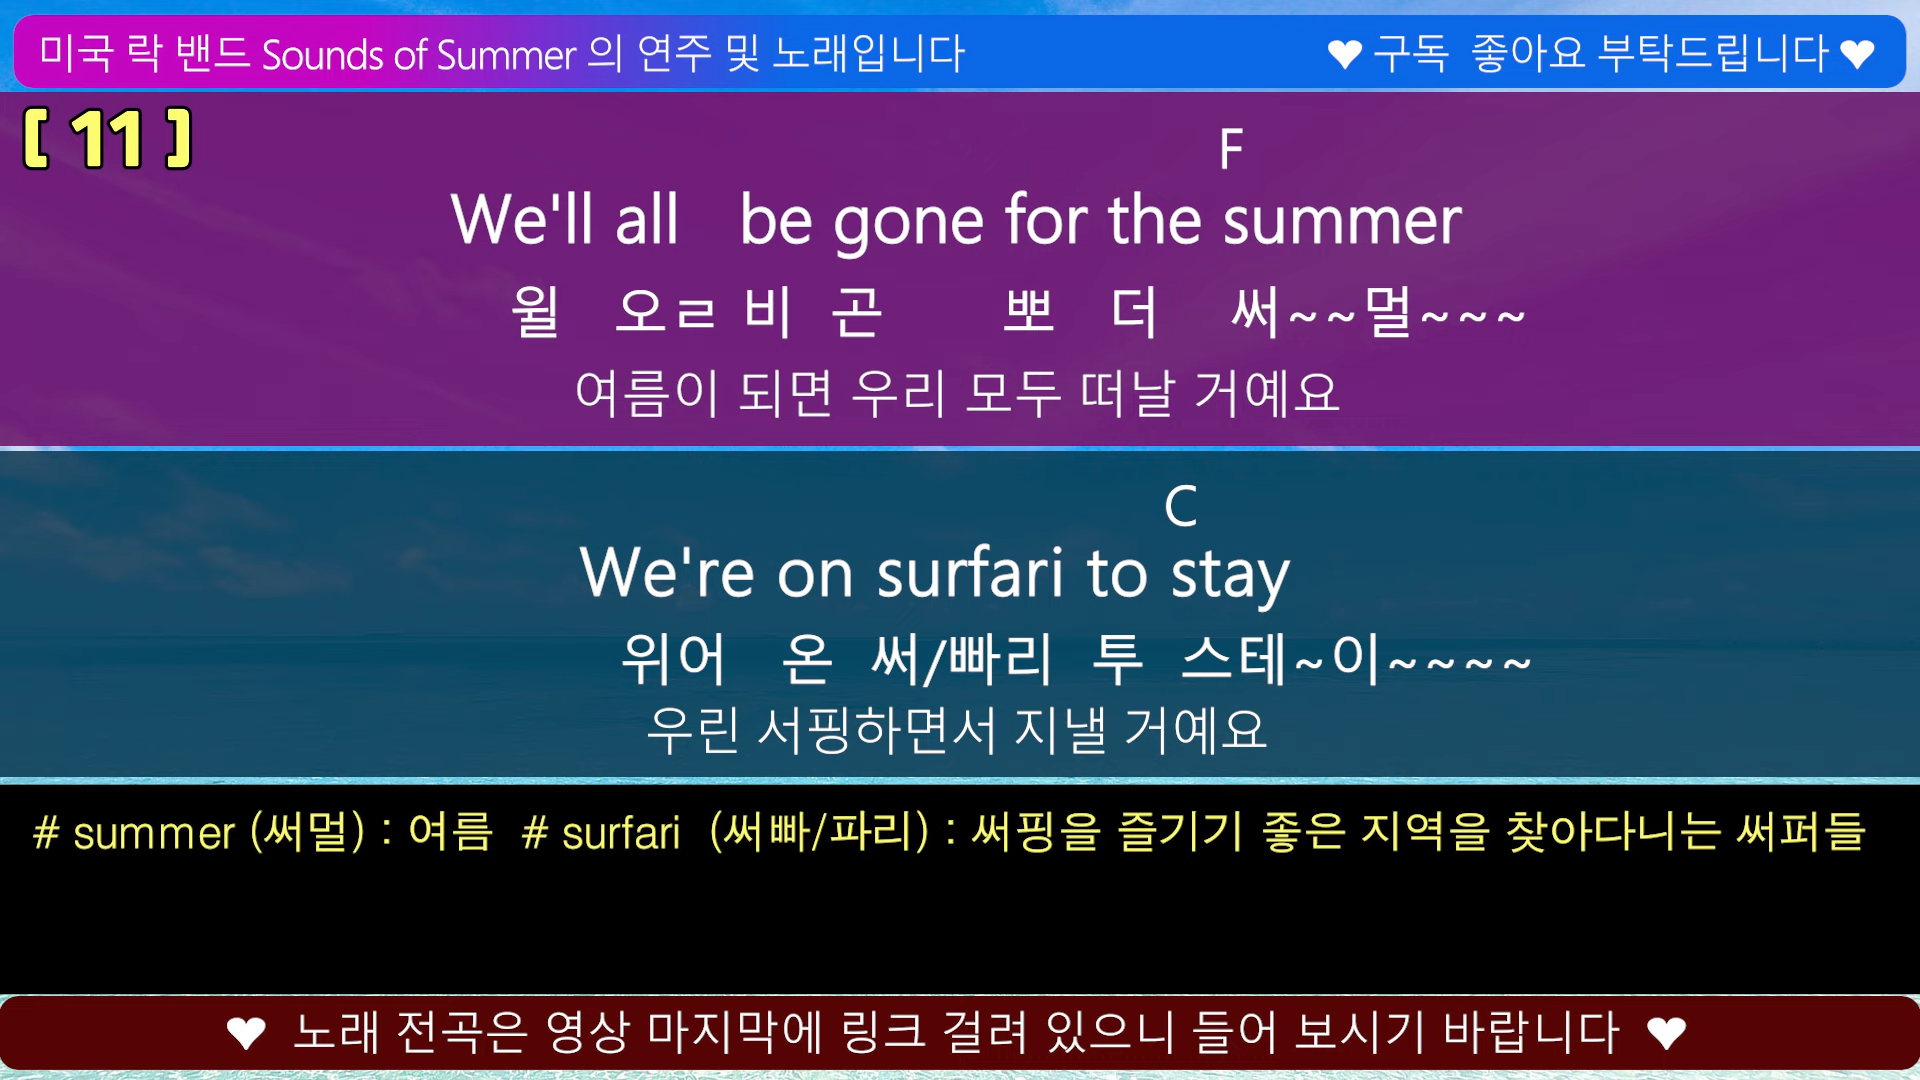 미국 락 밴드 Sounds of Summer 의 연주 및 노래입니다
♥ 구독 좋아요 부탁드립니다 ♥
[ 11 ]
F
We'll all be gone for the summer
윌 오ㄹ 비 곤 뽀 더 써~~멀~~~
여름이 되면 우리 모두 떠날 거예요
C
We're on surfari to stay
위어 온 써/빠리 투 스테~이~~~~
우린 서핑하면서 지낼 거예요
# summer (써멀) : 여름 # surfari (써빠/파리) : 써핑을 즐기기 좋은 지역을 찾아다니는 써퍼들
♥ 노래 전곡은 영상 마지막에 링크 걸려 있으니 들어 보시기 바랍니다 ♥